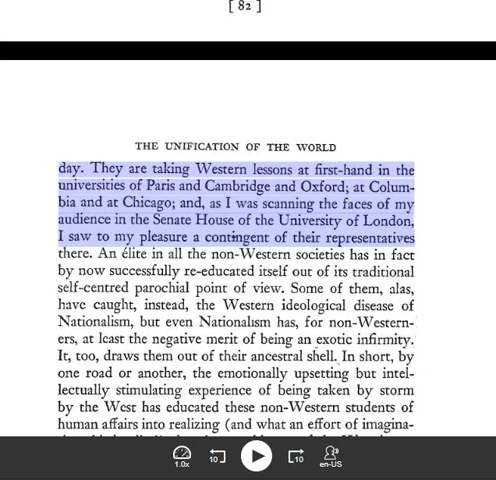 [ 82 ]
THE UNIFICATION OF THE WORLD
day. They are taking Western lessons at first-hand in the
universities of Paris and Cambridge and Oxford; at Colum-
bia and at Chicago; and, as I was scanning the faces of my
audience in the Senate House of the University of London,
I saw to my pleasure a contingent of their representatives
there. An élite in all the non-Western societies has in fact
by now successfully re-educated itself out of its traditional
self-centred parochial point of view. Some of them, alas,
have caught, instead, the Western ideological disease of
Nationalism, but even Nationalism has, for non-Western-
ers, at least the negative merit of being an exotic infirmity.
It, too, draws them out of their ancestral shell. In short, by
one road or another, the emotionally upsetting but intel-
lectually stimulating experience of being taken by storm
by the West has educated these non-Western students of
human affairs into realizing (and what an effort of imagina-
1.0x 10 10 en-US